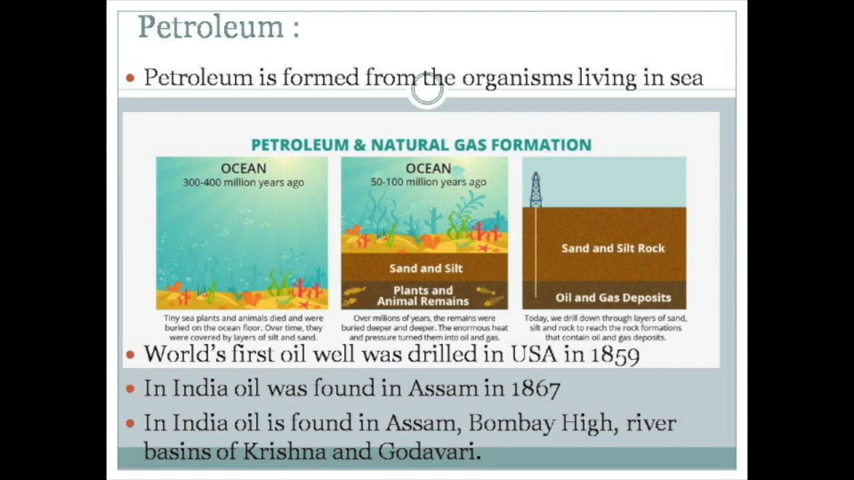 Petroleum :
• Petroleum is formed from the organisms living in sea
PETROLEUM & NATURAL GAS FORMATION
OCEAN
300-400 million years ago
Tiny sea plants and animals died and were
buried on the ocean floor. Over time, they
were covered by layers of silt and sand.
OCEAN
50-100 million years ago
Sand and Silt
Plants and
Animal Remains
Over millions of years, the remains were
buried deeper and deeper. The enormous heat
and pressure turned them into oil and gas.
Sand and Silt Rock
Oil and Gas Deposits
Today, we drill down through layers of sand,
silt and rock to reach the rock formations
that contain oil and gas deposits.
• World's first oil well was drilled in USA in 1859
• In India oil was found in Assam in 1867
• In India oil is found in Assam, Bombay High, river
basins of Krishna and Godavari.